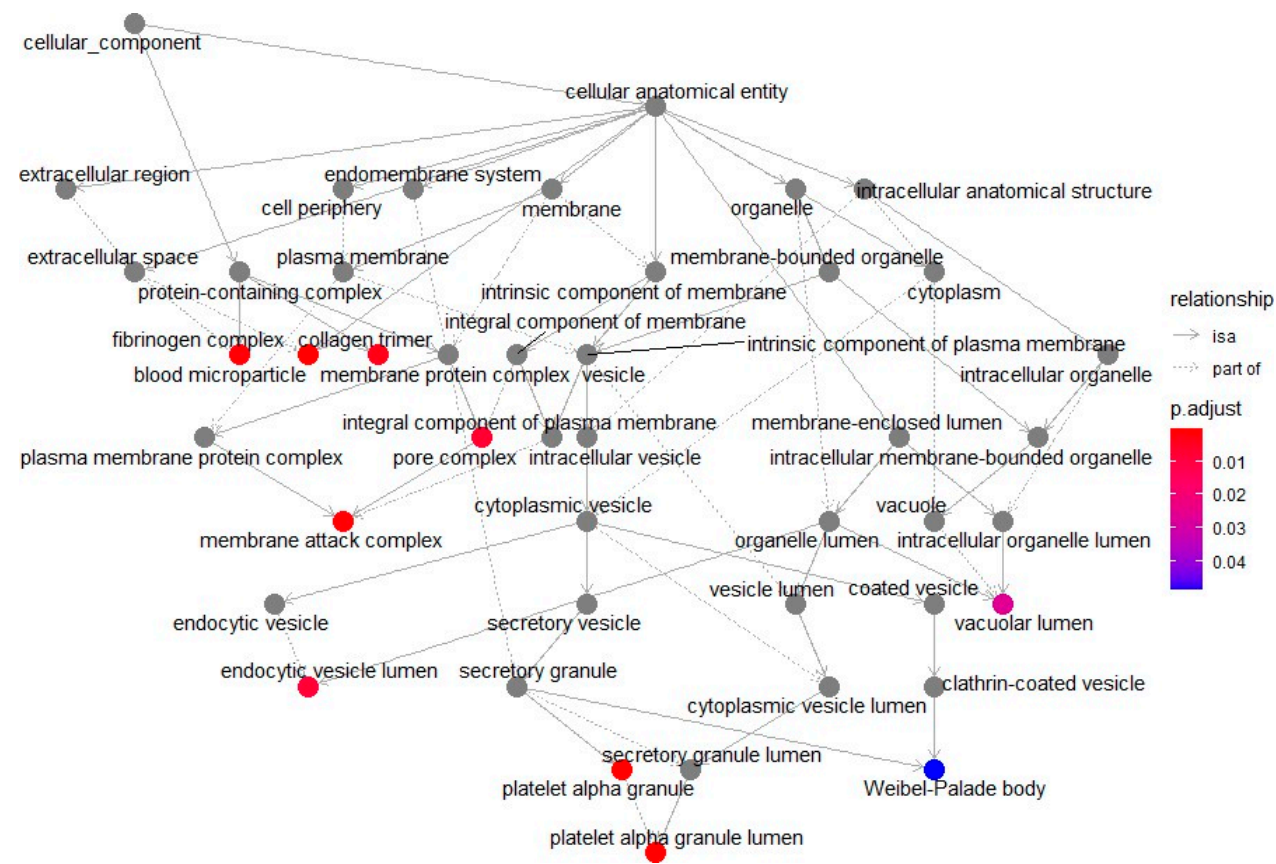 cellular_component
cellular anatomical entity
extracellular region
endomembrane system
intracellular anatomical structure
cell periphery
membrane
organelle
extracellular space
plasma membrane
membrane-bounded organelle
protein-containing complex
intrinsic component of membrane
cytoplasm
integral component of membrane
fibrinogen complex
collagen trimer
intrinsic component of plasma membrane
blood microparticle
membrane protein complex
vesicle
intracellular organelle
integral component of plasma membrane
membrane-enclosed lumen
plasma membrane protein complex
pore complex
intracellular vesicle
intracellular membrane-bounded organelle
cytoplasmic vesicle
vacuole
membrane attack complex
organelle lumen
intracellular organelle lumen
vesicle lumen
coated vesicle
endocytic vesicle
secretory vesicle
vacuolar lumen
endocytic vesicle lumen
secretory granule
clathrin-coated vesicle
cytoplasmic vesicle lumen
secretory granule lumen
platelet alpha granule
Weibel-Palade body
platelet alpha granule lumen
relationship
isa
part of
p.adjust
0.01
0.02
0.03
0.04